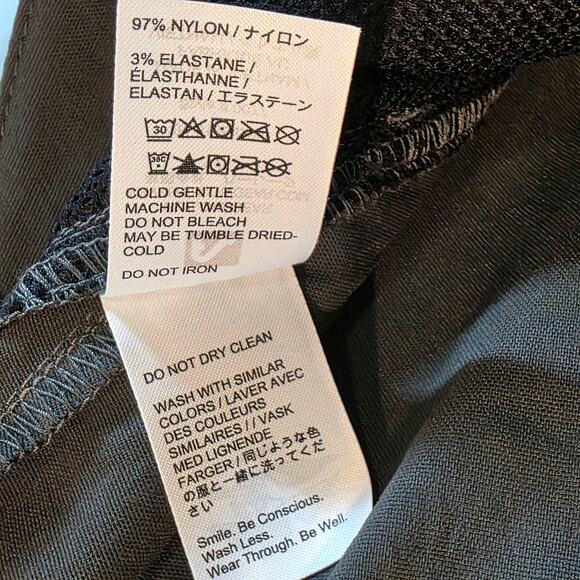 97% NYLON / ナイロン
3% ELASTANE /
ÉLASTHANNE /
ELASTAN / エラステーン
30
30C
COLD GENTLE
MACHINE WASH
DO NOT BLEACH
MAY BE TUMBLE DRIED-
COLD
DO NOT IRON
DO NOT DRY CLEAN
WASH WITH SIMILAR
COLORS / LAVER AVEC
DES COULEURS
SIMILAIRES / / VASK
MED LIGNENDE
FARGER / 同じような色
の服と一緒に洗ってくだ
さい
Smile. Be Conscious.
Wash Less.
Wear Through. Be Well.